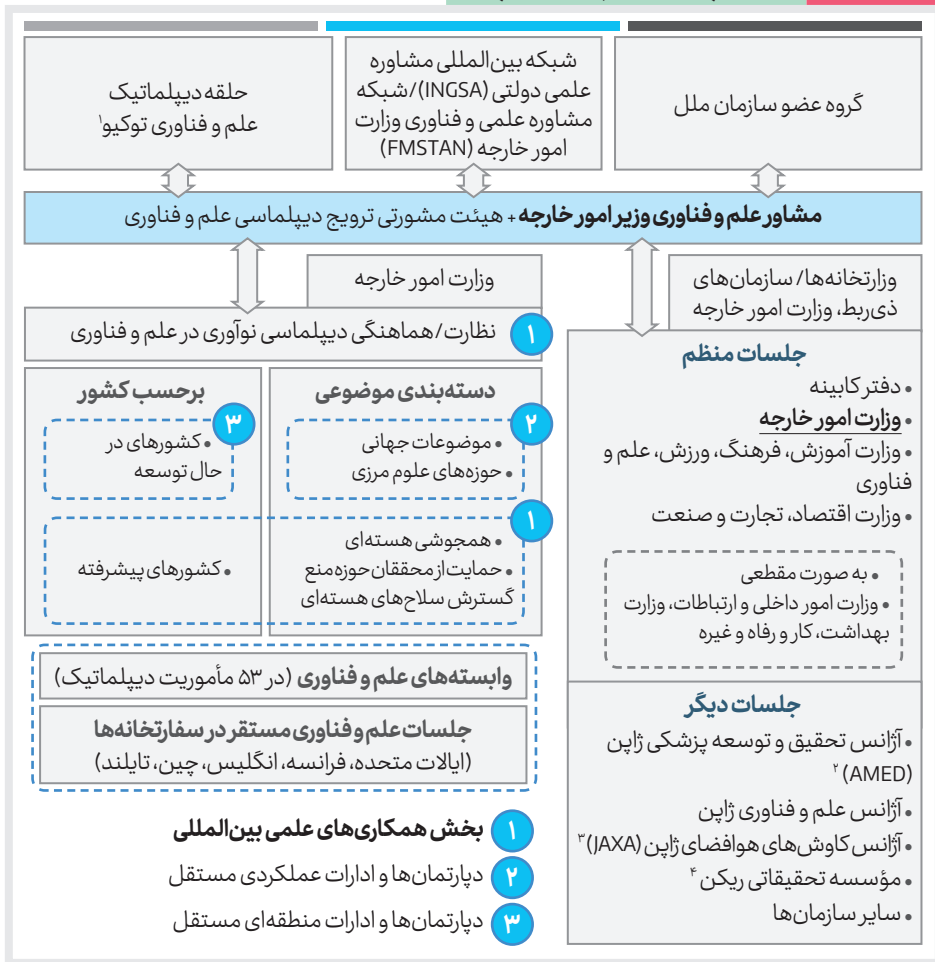 گروه عضو سازمان ملل
شبکه بین‌المللی مشاوره
علمی دولتی (INGSA)/شبکه
مشاوره علمی و فناوری وزارت
امور خارجه (FMSTAN)
حلقه دیپلماتیک
علم و فناوری توکیو۱
مشاور علم و فناوری وزیر امور خارجه + هیئت مشورتی ترویج دیپلماسی علم و فناوری
وزارتخانه‌ها/ سازمان‌های
ذی‌ربط، وزارت امور خارجه
جلسات منظم
• دفتر کابینه
• وزارت امور خارجه
• وزارت آموزش، فرهنگ، ورزش، علم و
فناوری
• وزارت اقتصاد، تجارت و صنعت
• به صورت مقطعی
• وزارت امور داخلی و ارتباطات، وزارت
بهداشت، کار و رفاه و غیره
جلسات دیگر
• آژانس تحقیق و توسعه پزشکی ژاپن
(AMED) ۲
• آژانس علم و فناوری ژاپن
• آژانس کاوش‌های هوافضای ژاپن (JAXA)۳
• مؤسسه تحقیقاتی ریکن ۴
• سایر سازمان‌ها
وزارت امور خارجه
۱ نظارت/هماهنگی دیپلماسی نوآوری در علم و فناوری
دسته‌بندی موضوعی
۲
• موضوعات جهانی
• حوزه‌های علوم مرزی
۱
• همجوشی هسته‌ای
• حمایت از محققان حوزه منع
گسترش سلاح‌های هسته‌ای
برحسب کشور
۳
• کشورهای در
حال توسعه
• کشورهای پیشرفته
وابسته‌های علم و فناوری (در ۵۳ مأموریت دیپلماتیک)
جلسات علم و فناوری مستقر در سفارتخانه‌ها
(ایالات متحده، فرانسه، انگلیس، چین، تایلند)
۱ بخش همکاری‌های علمی بین‌المللی
۲ دپارتمان‌ها و ادارات عملکردی مستقل
۳ دپارتمان‌ها و ادارات منطقه‌ای مستقل